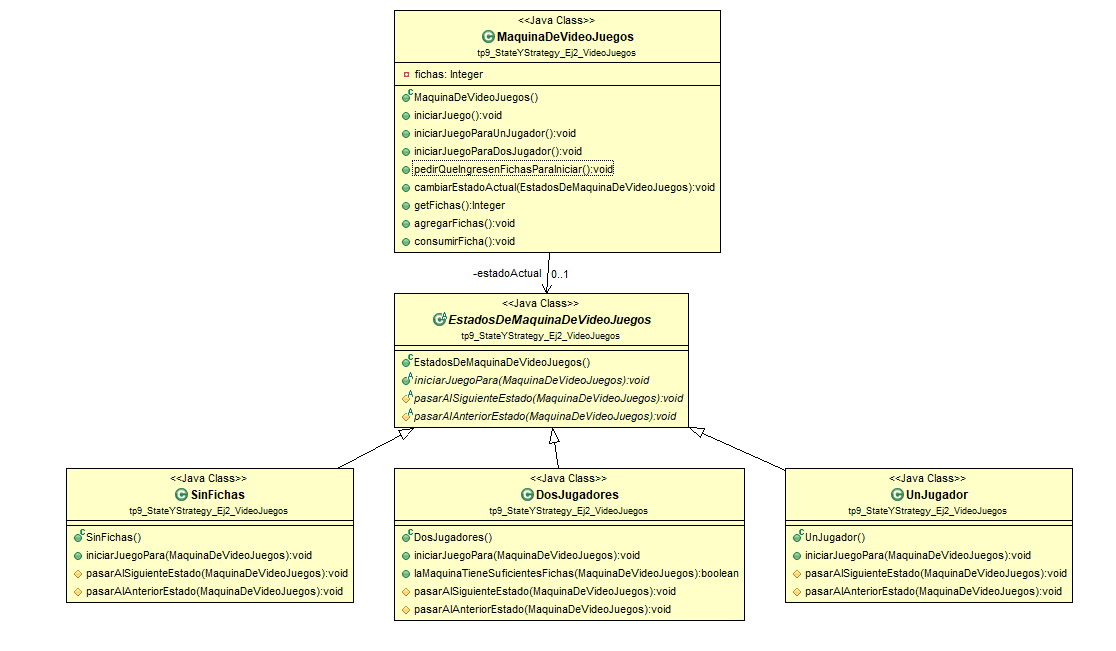 <<Java Class>>
MaquinaDeVideoJuegos
tp9_StateYStrategy_Ej2_VideoJuegos
fichas: Integer
MaquinaDeVideoJuegos()
iniciarJuego():void
iniciarJuegoParaUnJugador():void
iniciarJuegoParaDosJugador():void
pedirQueIngresenFichasParaIniciar():void
cambiarEstadoActual(EstadosDeMaquinaDeVideoJuegos):void
getFichas():Integer
agregarFichas():void
consumirFicha():void
-estadoActual 0..1
<<Java Class>>
EstadosDeMaquinaDeVideoJuegos
tp9_StateYStrategy_Ej2_VideoJuegos
EstadosDeMaquinaDeVideoJuegos()
iniciarJuegoPara(MaquinaDeVideoJuegos):void
pasarAlSiguienteEstado(MaquinaDeVideoJuegos):void
pasarAlAnteriorEstado(MaquinaDeVideoJuegos):void
<<Java Class>>
SinFichas
tp9_StateYStrategy_Ej2_VideoJuegos
SinFichas()
iniciarJuegoPara(MaquinaDeVideoJuegos):void
pasarAlSiguienteEstado(MaquinaDeVideoJuegos):void
pasarAlAnteriorEstado(MaquinaDeVideoJuegos):void
<<Java Class>>
DosJugadores
tp9_StateYStrategy_Ej2_VideoJuegos
DosJugadores()
iniciarJuegoPara(MaquinaDeVideoJuegos):void
laMaquinaTieneSuficientesFichas(MaquinaDeVideoJuegos):boolean
pasarAlSiguienteEstado(MaquinaDeVideoJuegos):void
pasarAlAnteriorEstado(MaquinaDeVideoJuegos):void
<<Java Class>>
UnJugador
tp9_StateYStrategy_Ej2_VideoJuegos
UnJugador()
iniciarJuegoPara(MaquinaDeVideoJuegos):void
pasarAlSiguienteEstado(MaquinaDeVideoJuegos):void
pasarAlAnteriorEstado(MaquinaDeVideoJuegos):void